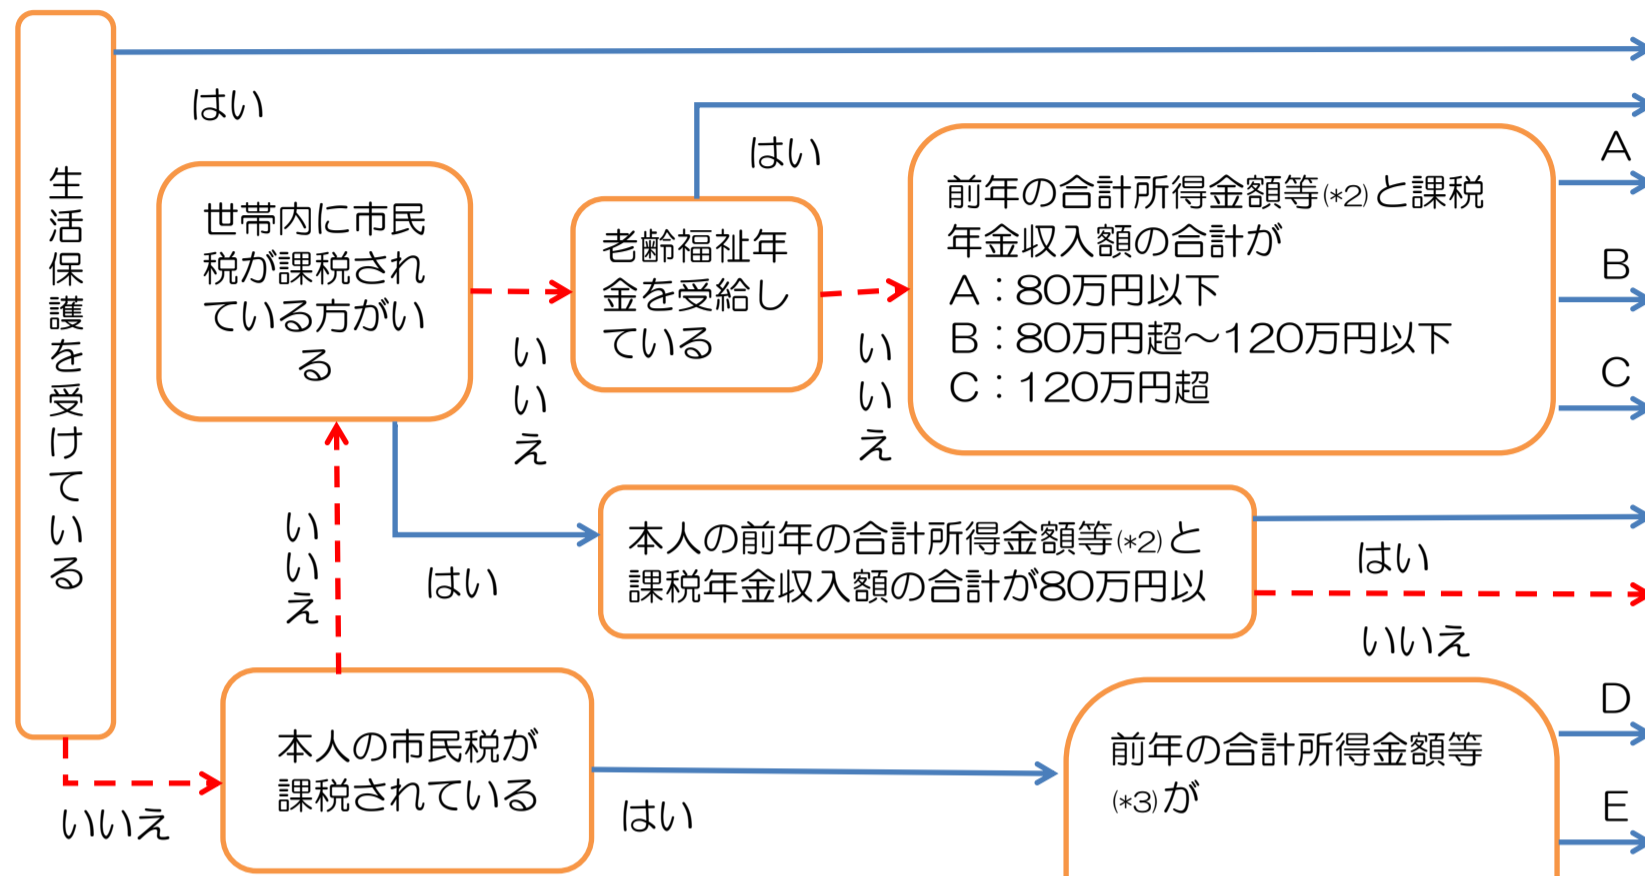 生活保護を受けている
はい
世帯内に市民
税が課税され
ている方がい
る
いいえ
はい
老齢福祉年
金を受給し
ている
いいえ
前年の合計所得金額等(*2)と課税
年金収入額の合計が
A：80万円以下
B：80万円超～120万円以下
C：120万円超
A
B
C
いいえ
はい
本人の前年の合計所得金額等(*2)と
課税年金収入額の合計が80万円以
はい
いいえ
いいえ
本人の市民税が
課税されている
はい
前年の合計所得金額等
(*3)が
D
E